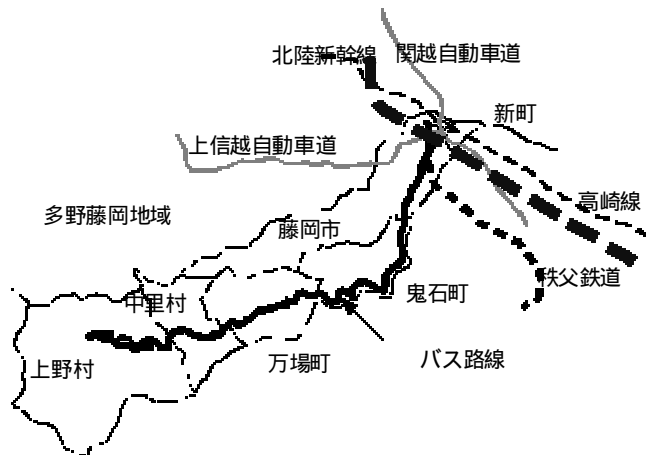 北陸新幹線
関越自動車道
新町
上信越自動車道
高崎線
多野藤岡地域
藤岡市
秩父鉄道
鬼石町
中里村
バス路線
万場町
上野村